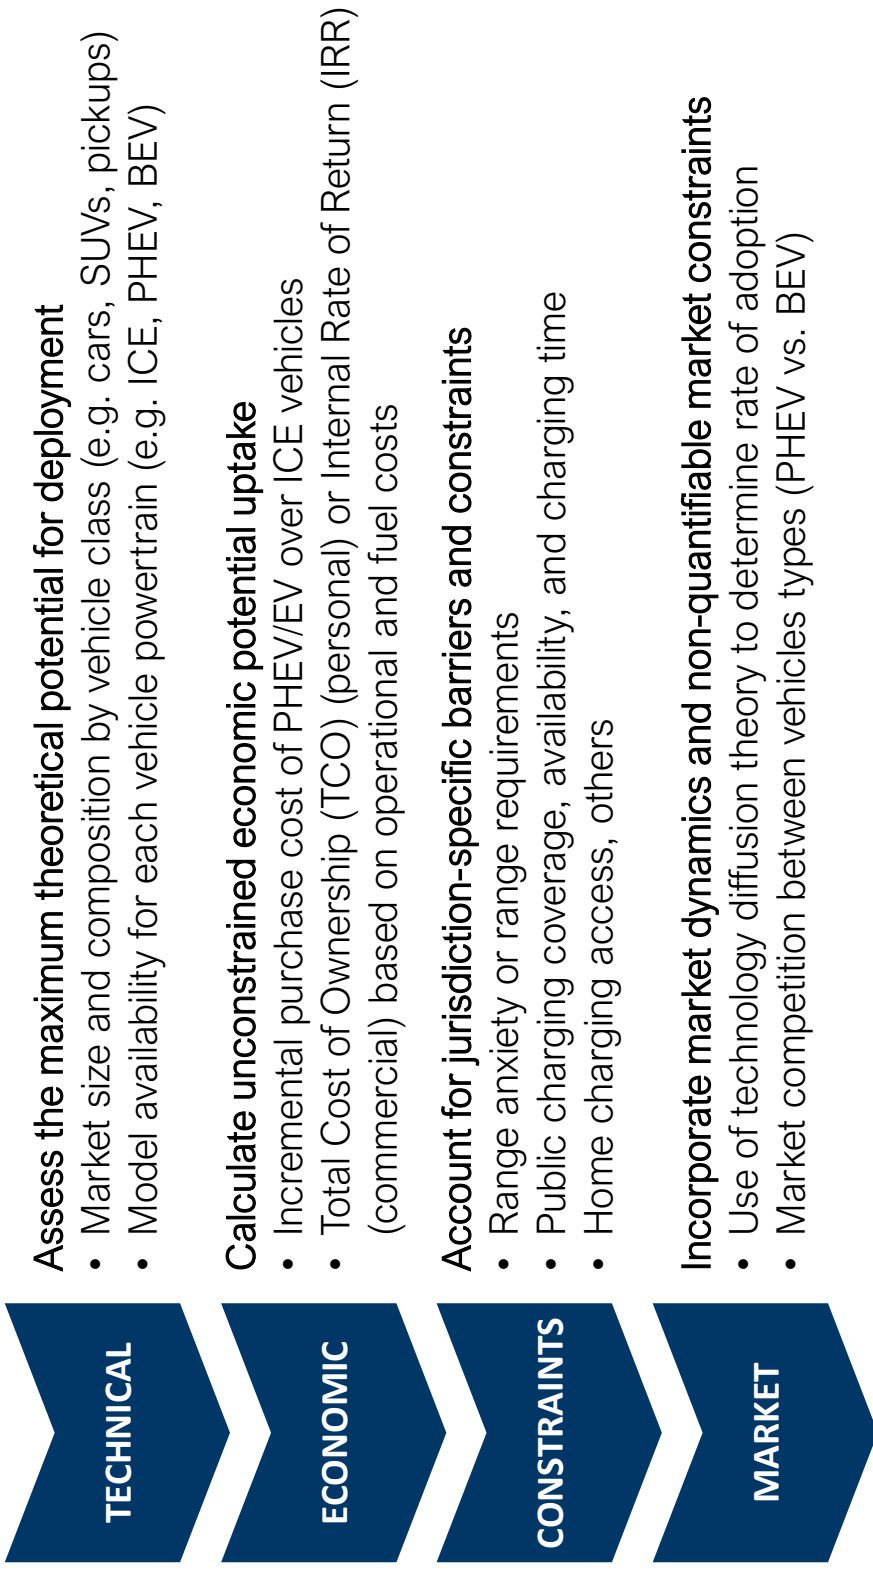 TECHNICAL
Assess the maximum theoretical potential for deployment
• Market size and composition by vehicle class (e.g. cars, SUVs, pickups)
• Model availability for each vehicle powertrain (e.g. ICE, PHEV, BEV)
ECONOMIC
Calculate unconstrained economic potential uptake
• Incremental purchase cost of PHEV/EV over ICE vehicles
• Total Cost of Ownership (TCO) (personal) or Internal Rate of Return (IRR)
(commercial) based on operational and fuel costs
CONSTRAINTS
Account for jurisdiction-specific barriers and constraints
• Range anxiety or range requirements
• Public charging coverage, availability, and charging time
• Home charging access, others
MARKET
Incorporate market dynamics and non-quantifiable market constraints
• Use of technology diffusion theory to determine rate of adoption
• Market competition between vehicles types (PHEV vs. BEV)